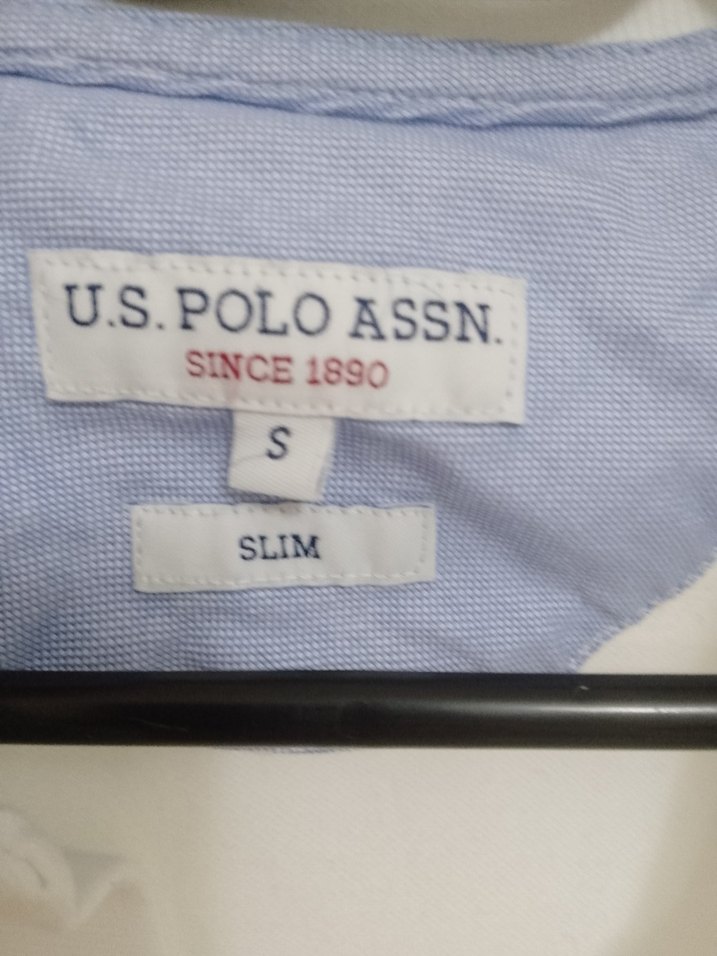 U.S. POLO ASSN.
SINCE 1890
S
SLIM